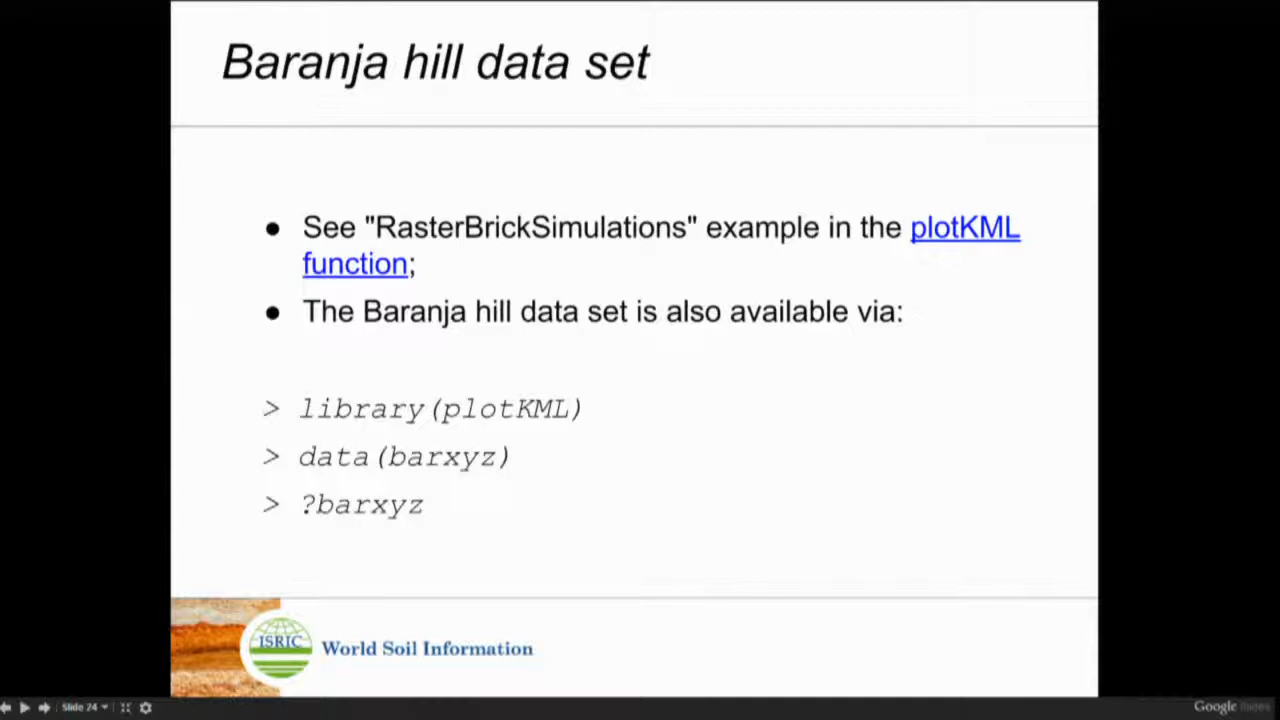 Baranja hill data set
● See "RasterBrickSimulations" example in the plotKML
function;
● The Baranja hill data set is also available via:
> library(plotKML)
> data(barxyz)
> ?barxyz
ISRIC World Soil Information
Slide 24
Google Slides